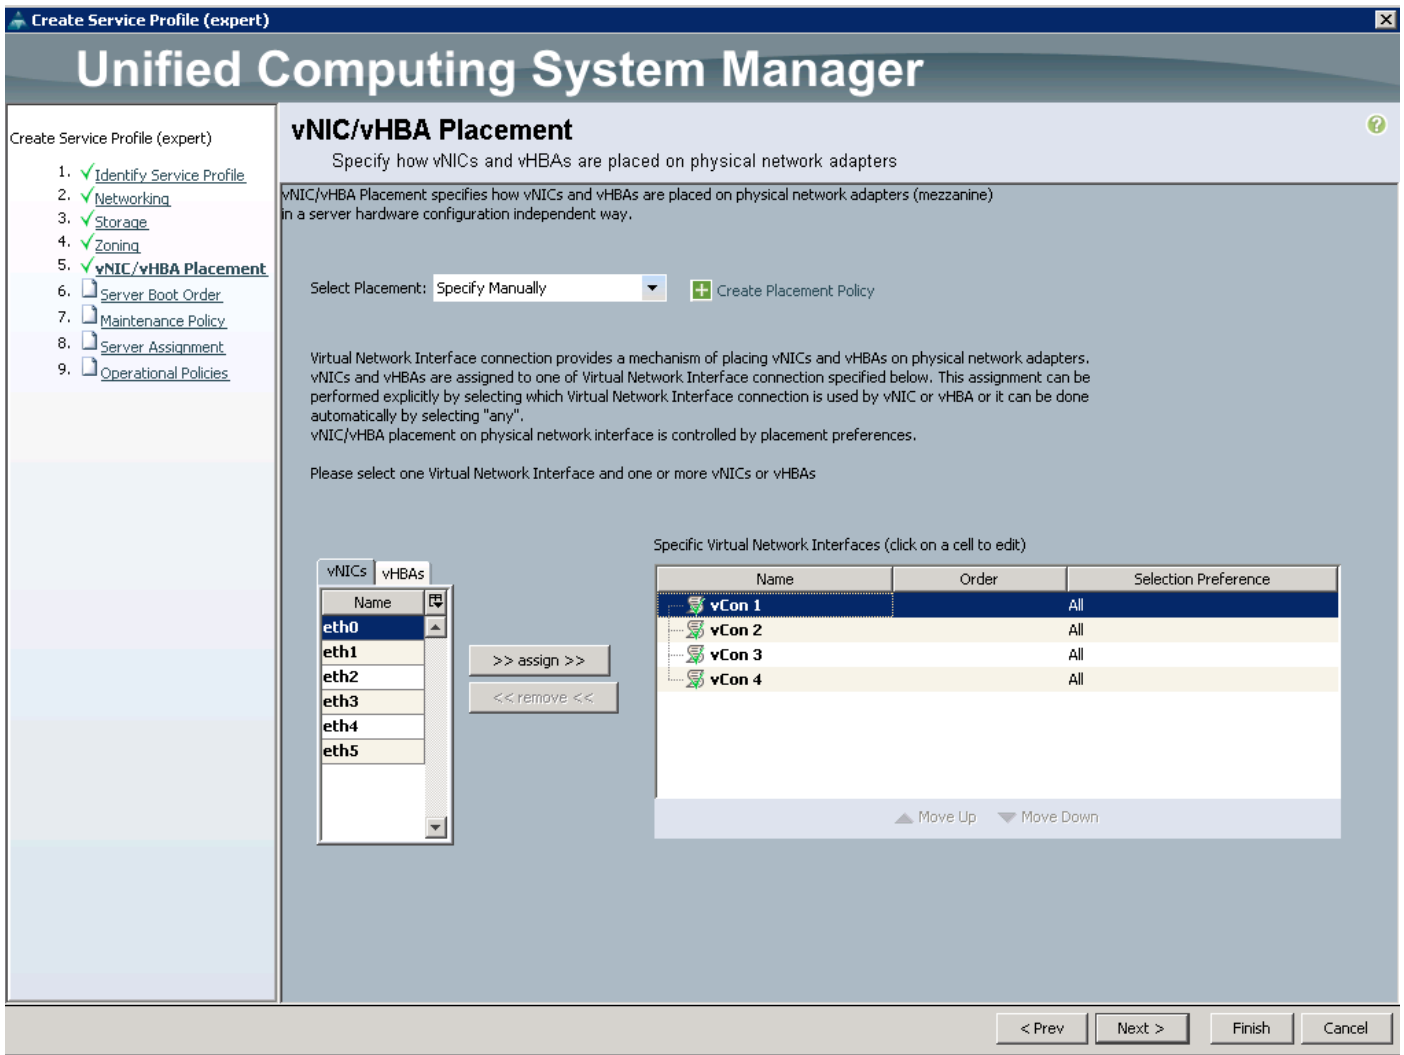 Create Service Profile (expert)
Unified Computing System Manager
Create Service Profile (expert)
1. Identify Service Profile
2. Networking
3. Storage
4. Zoning
5. vNIC/vHBA Placement
6. Server Boot Order
7. Maintenance Policy
8. Server Assignment
9. Operational Policies
vNIC/vHBA Placement
Specify how vNICs and vHBAs are placed on physical network adapters
vNIC/vHBA Placement specifies how vNICs and vHBAs are placed on physical network adapters (mezzanine)
in a server hardware configuration independent way.
Select Placement: Specify Manually
Create Placement Policy
Virtual Network Interface connection provides a mechanism of placing vNICs and vHBAs on physical network adapters.
vNICs and vHBAs are assigned to one of Virtual Network Interface connection specified below. This assignment can be
performed explicitly by selecting which Virtual Network Interface connection is used by vNIC or vHBA or it can be done
automatically by selecting "any".
vNIC/vHBA placement on physical network interface is controlled by placement preferences.
Please select one Virtual Network Interface and one or more vNICs or vHBAs
vNICs vHBAs
Name
eth0
eth1
eth2
eth3
eth4
eth5
>> assign >>
<< remove <<
Specific Virtual Network Interfaces (click on a cell to edit)
Name Order Selection Preference
vCon 1 All
vCon 2 All
vCon 3 All
vCon 4 All
Move Up Move Down
< Prev Next > Finish Cancel